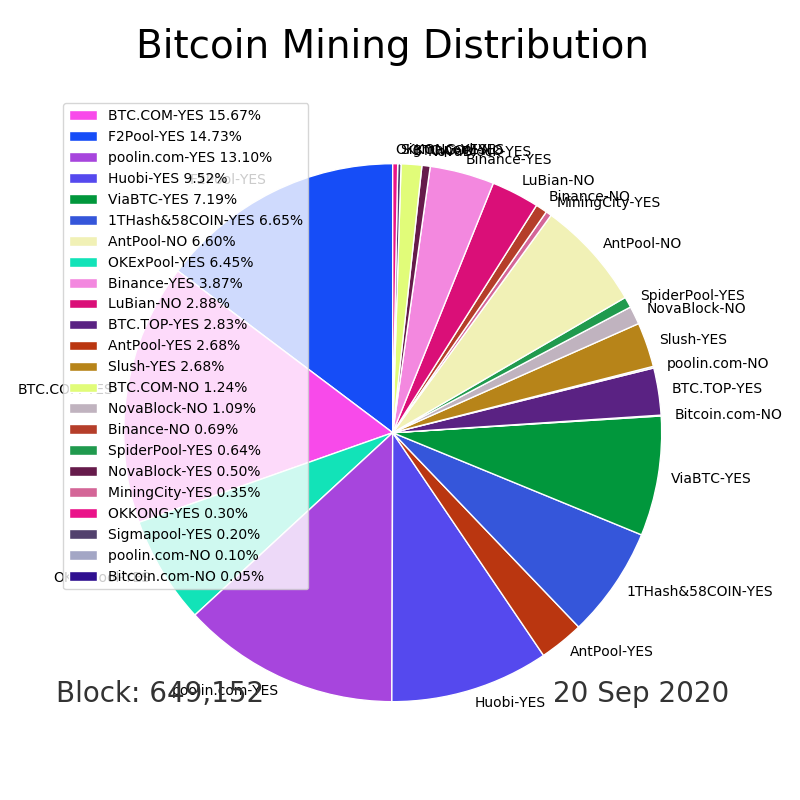 Bitcoin Mining Distribution
BTC.COM-YES 15.67%
F2Pool-YES 14.73%
poolin.com-YES 13.10%
Huobi-YES 9.52%
ViaBTC-YES 7.19%
1THash&58COIN-YES 6.65%
AntPool-NO 6.60%
OKExPool-YES 6.45%
Binance-YES 3.87%
LuBian-NO 2.88%
BTC.TOP-YES 2.83%
AntPool-YES 2.68%
Slush-YES 2.68%
BTC.COM-NO 1.24%
NovaBlock-NO 1.09%
Binance-NO 0.69%
SpiderPool-YES 0.64%
NovaBlock-YES 0.50%
MiningCity-YES 0.35%
OKKONG-YES 0.30%
Sigmapool-YES 0.20%
poolin.com-NO 0.10%
Bitcoin.com-NO 0.05%
Binance-YES
LuBian-NO
Binance-NO
MiningCity-YES
AntPool-NO
SpiderPool-YES
NovaBlock-NO
Slush-YES
poolin.com-NO
BTC.TOP-YES
Bitcoin.com-NO
ViaBTC-YES
1THash&58COIN-YES
AntPool-YES
Huobi-YES
poolin.com-YES
Block: 649,152
20 Sep 2020